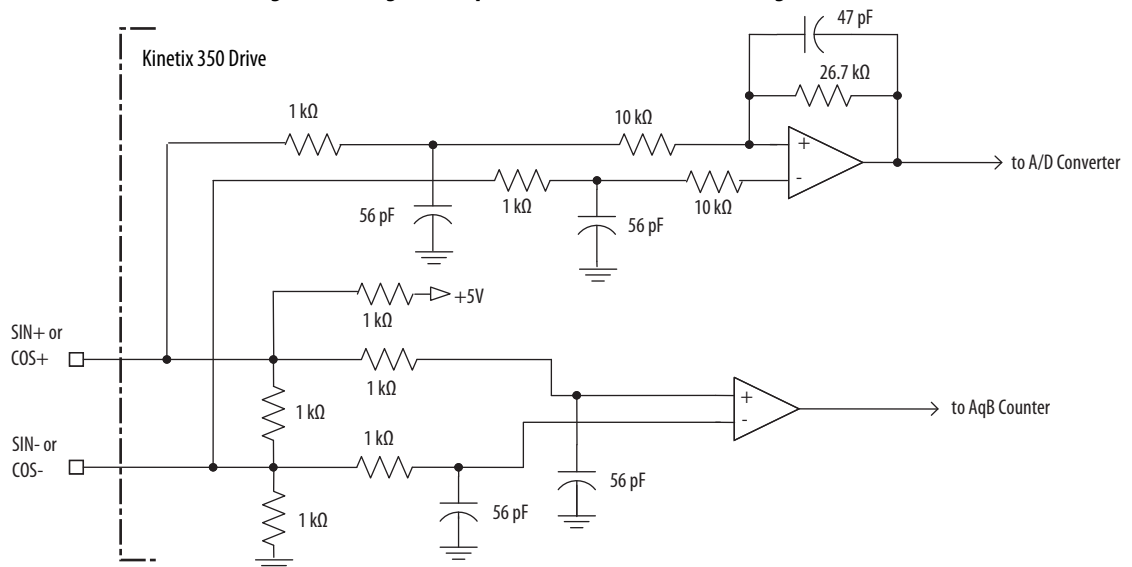 47 pF
Kinetix 350 Drive
26.7 kΩ
1 kΩ
10 kΩ
+
-
to A/D Converter
56 pF
1 kΩ
56 pF
10 kΩ
+5V
1 kΩ
SIN+ or
COS+
1 kΩ
+
-
to AqB Counter
1 kΩ
SIN- or
COS-
1 kΩ
56 pF
56 pF
1 kΩ